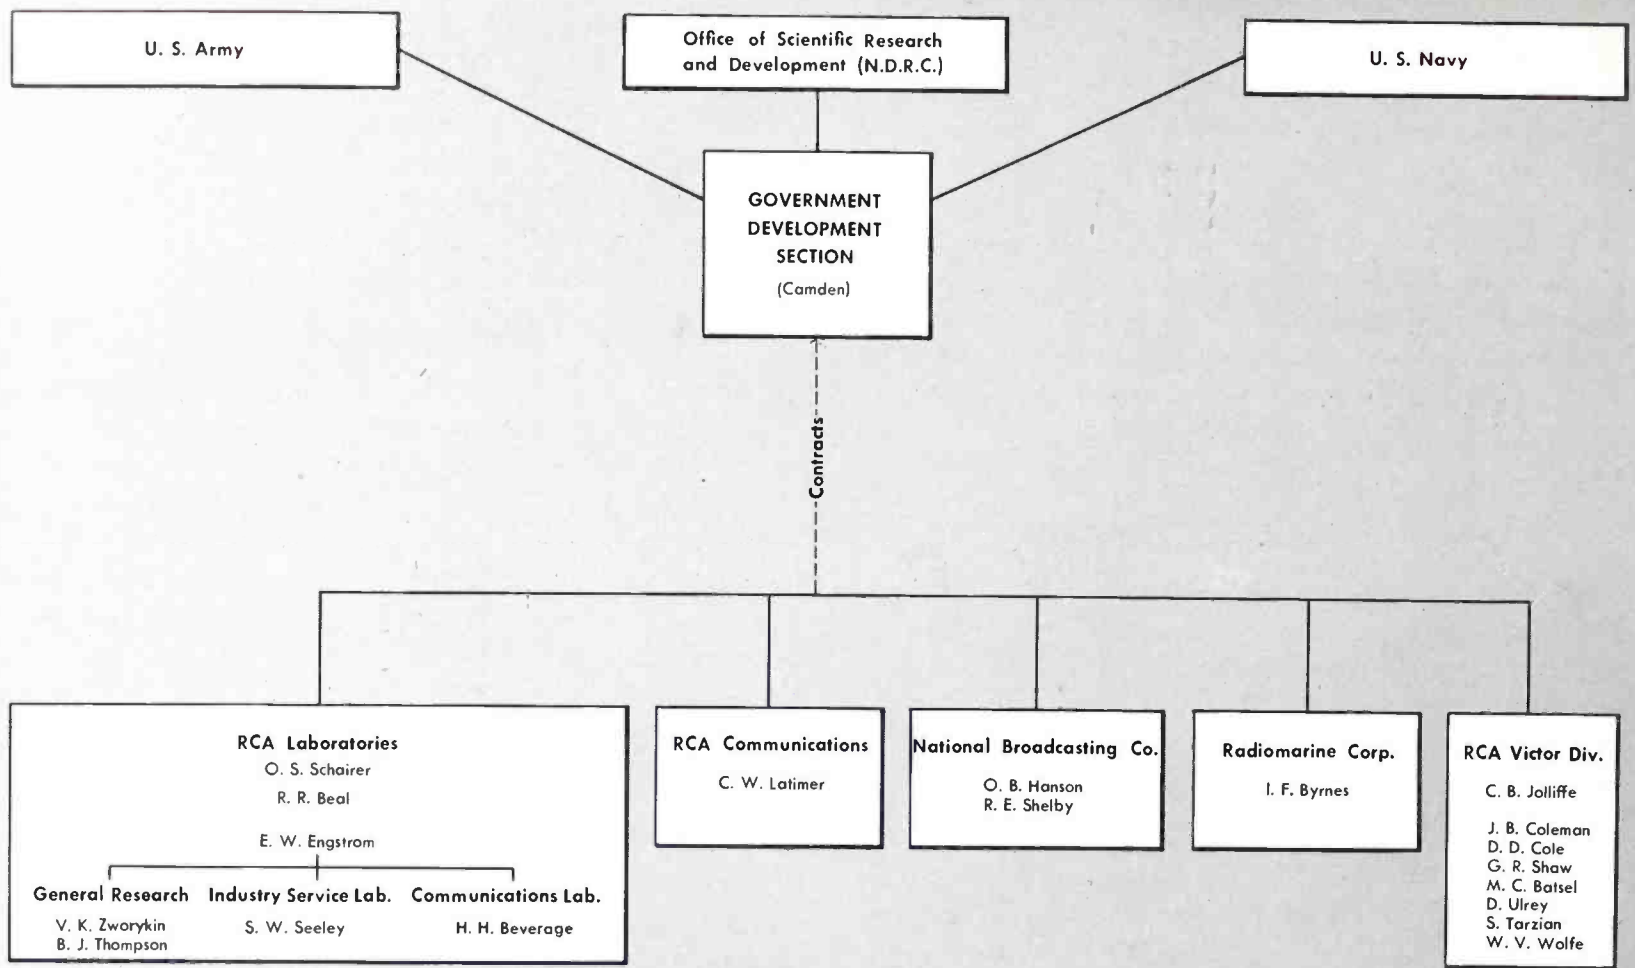 U. S. Army
Office of Scientific Research
and Development (N.D.R.C.)
U. S. Navy
GOVERNMENT
DEVELOPMENT
SECTION
(Camden)
Contracts
RCA Laboratories
O. S. Schairer
R. R. Beal
E. W. Engstrom
General Research
V. K. Zworykin
B. J. Thompson
Industry Service Lab.
S. W. Seeley
Communications Lab.
H. H. Beverage
RCA Communications
C. W. Latimer
National Broadcasting Co.
O. B. Hanson
R. E. Shelby
Radiomarine Corp.
I. F. Byrnes
RCA Victor Div.
C. B. Jolliffe
J. B. Coleman
D. D. Cole
G. R. Shaw
M. C. Batsel
D. Ulrey
S. Tarzian
W. V. Wolfe